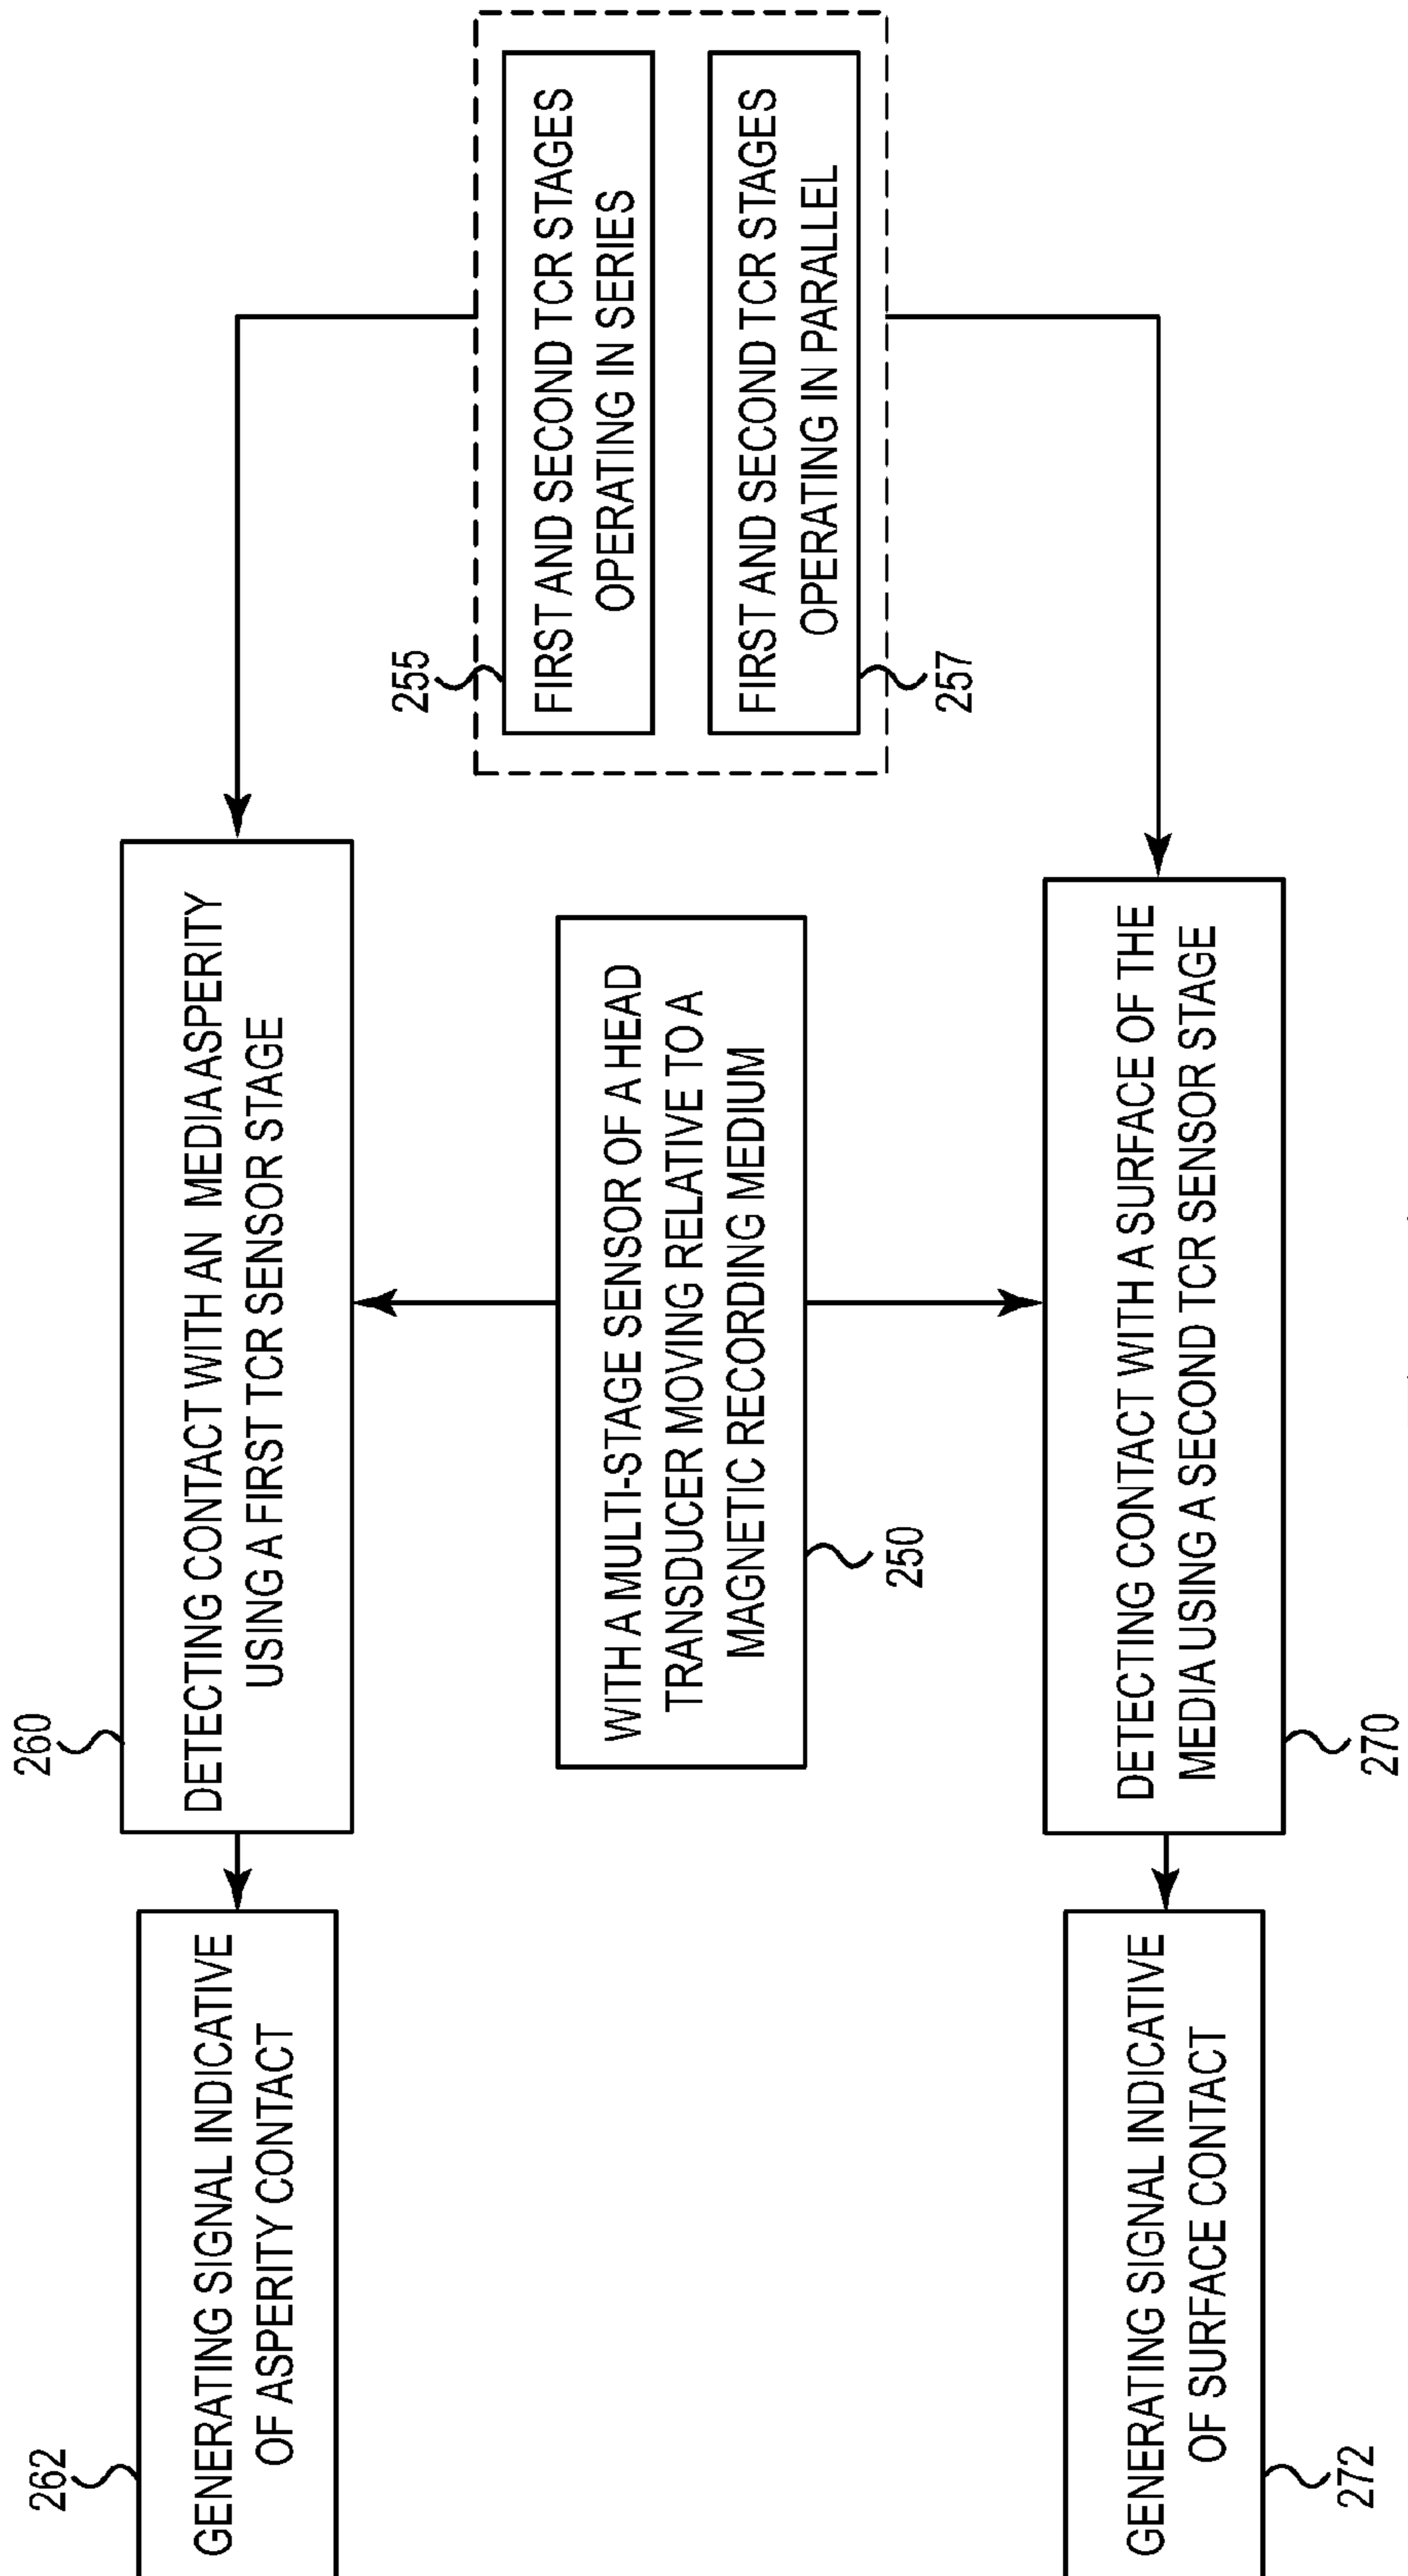 262
GENERATING SIGNAL INDICATIVE
OF ASPERITY CONTACT
260
DETECTING CONTACT WITH AN MEDIA ASPERITY
USING A FIRST TCR SENSOR STAGE
255
FIRST AND SECOND TCR STAGES
OPERATING IN SERIES
FIRST AND SECOND TCR STAGES
OPERATING IN PARALLEL
257
WITH A MULTI-STAGE SENSOR OF A HEAD
TRANSDUCER MOVING RELATIVE TO A
MAGNETIC RECORDING MEDIUM
250
GENERATING SIGNAL INDICATIVE
OF SURFACE CONTACT
272
DETECTING CONTACT WITH A SURFACE OF THE
MEDIA USING A SECOND TCR SENSOR STAGE
270